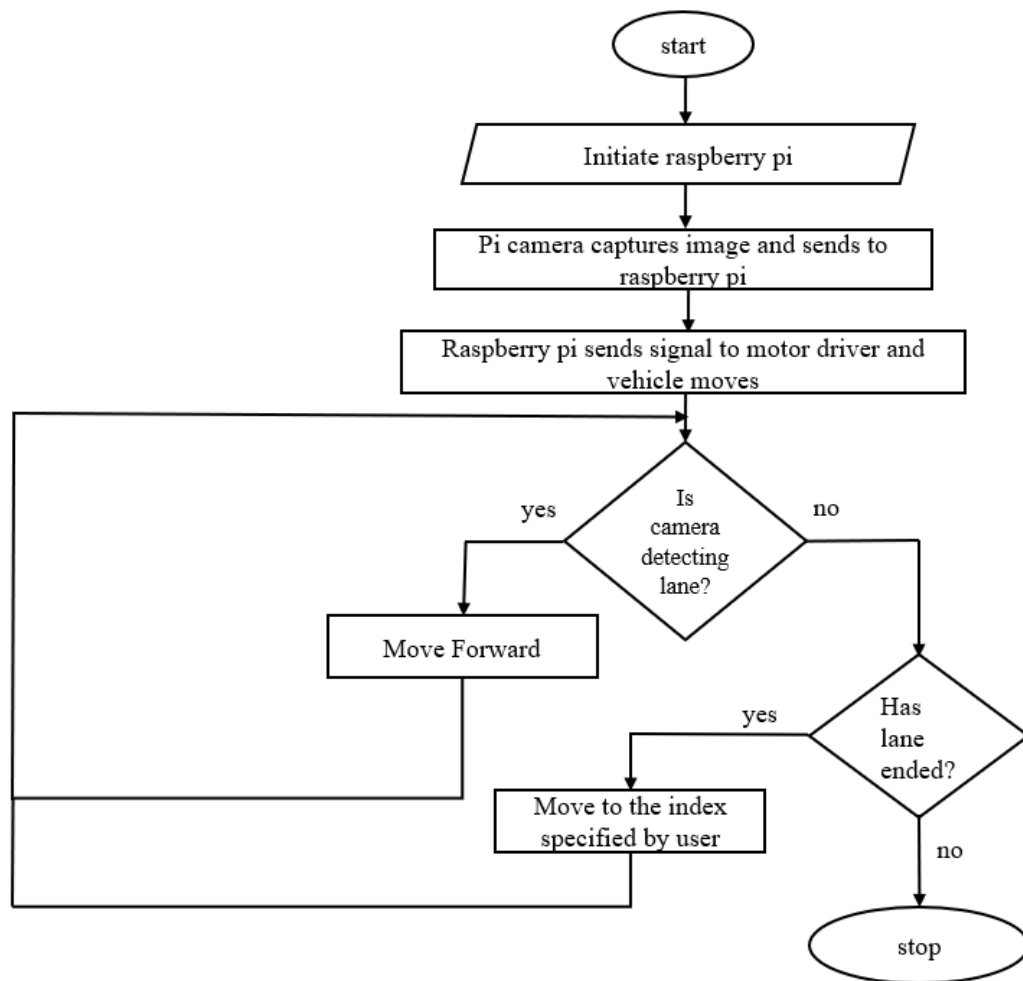 start
Initiate raspberry pi
Pi camera captures image and sends to
raspberry pi
Raspberry pi sends signal to motor driver and
vehicle moves
yes
Is
camera
detecting
lane?
no
Move Forward
yes
Has
lane
ended?
Move to the index
specified by user
no
stop